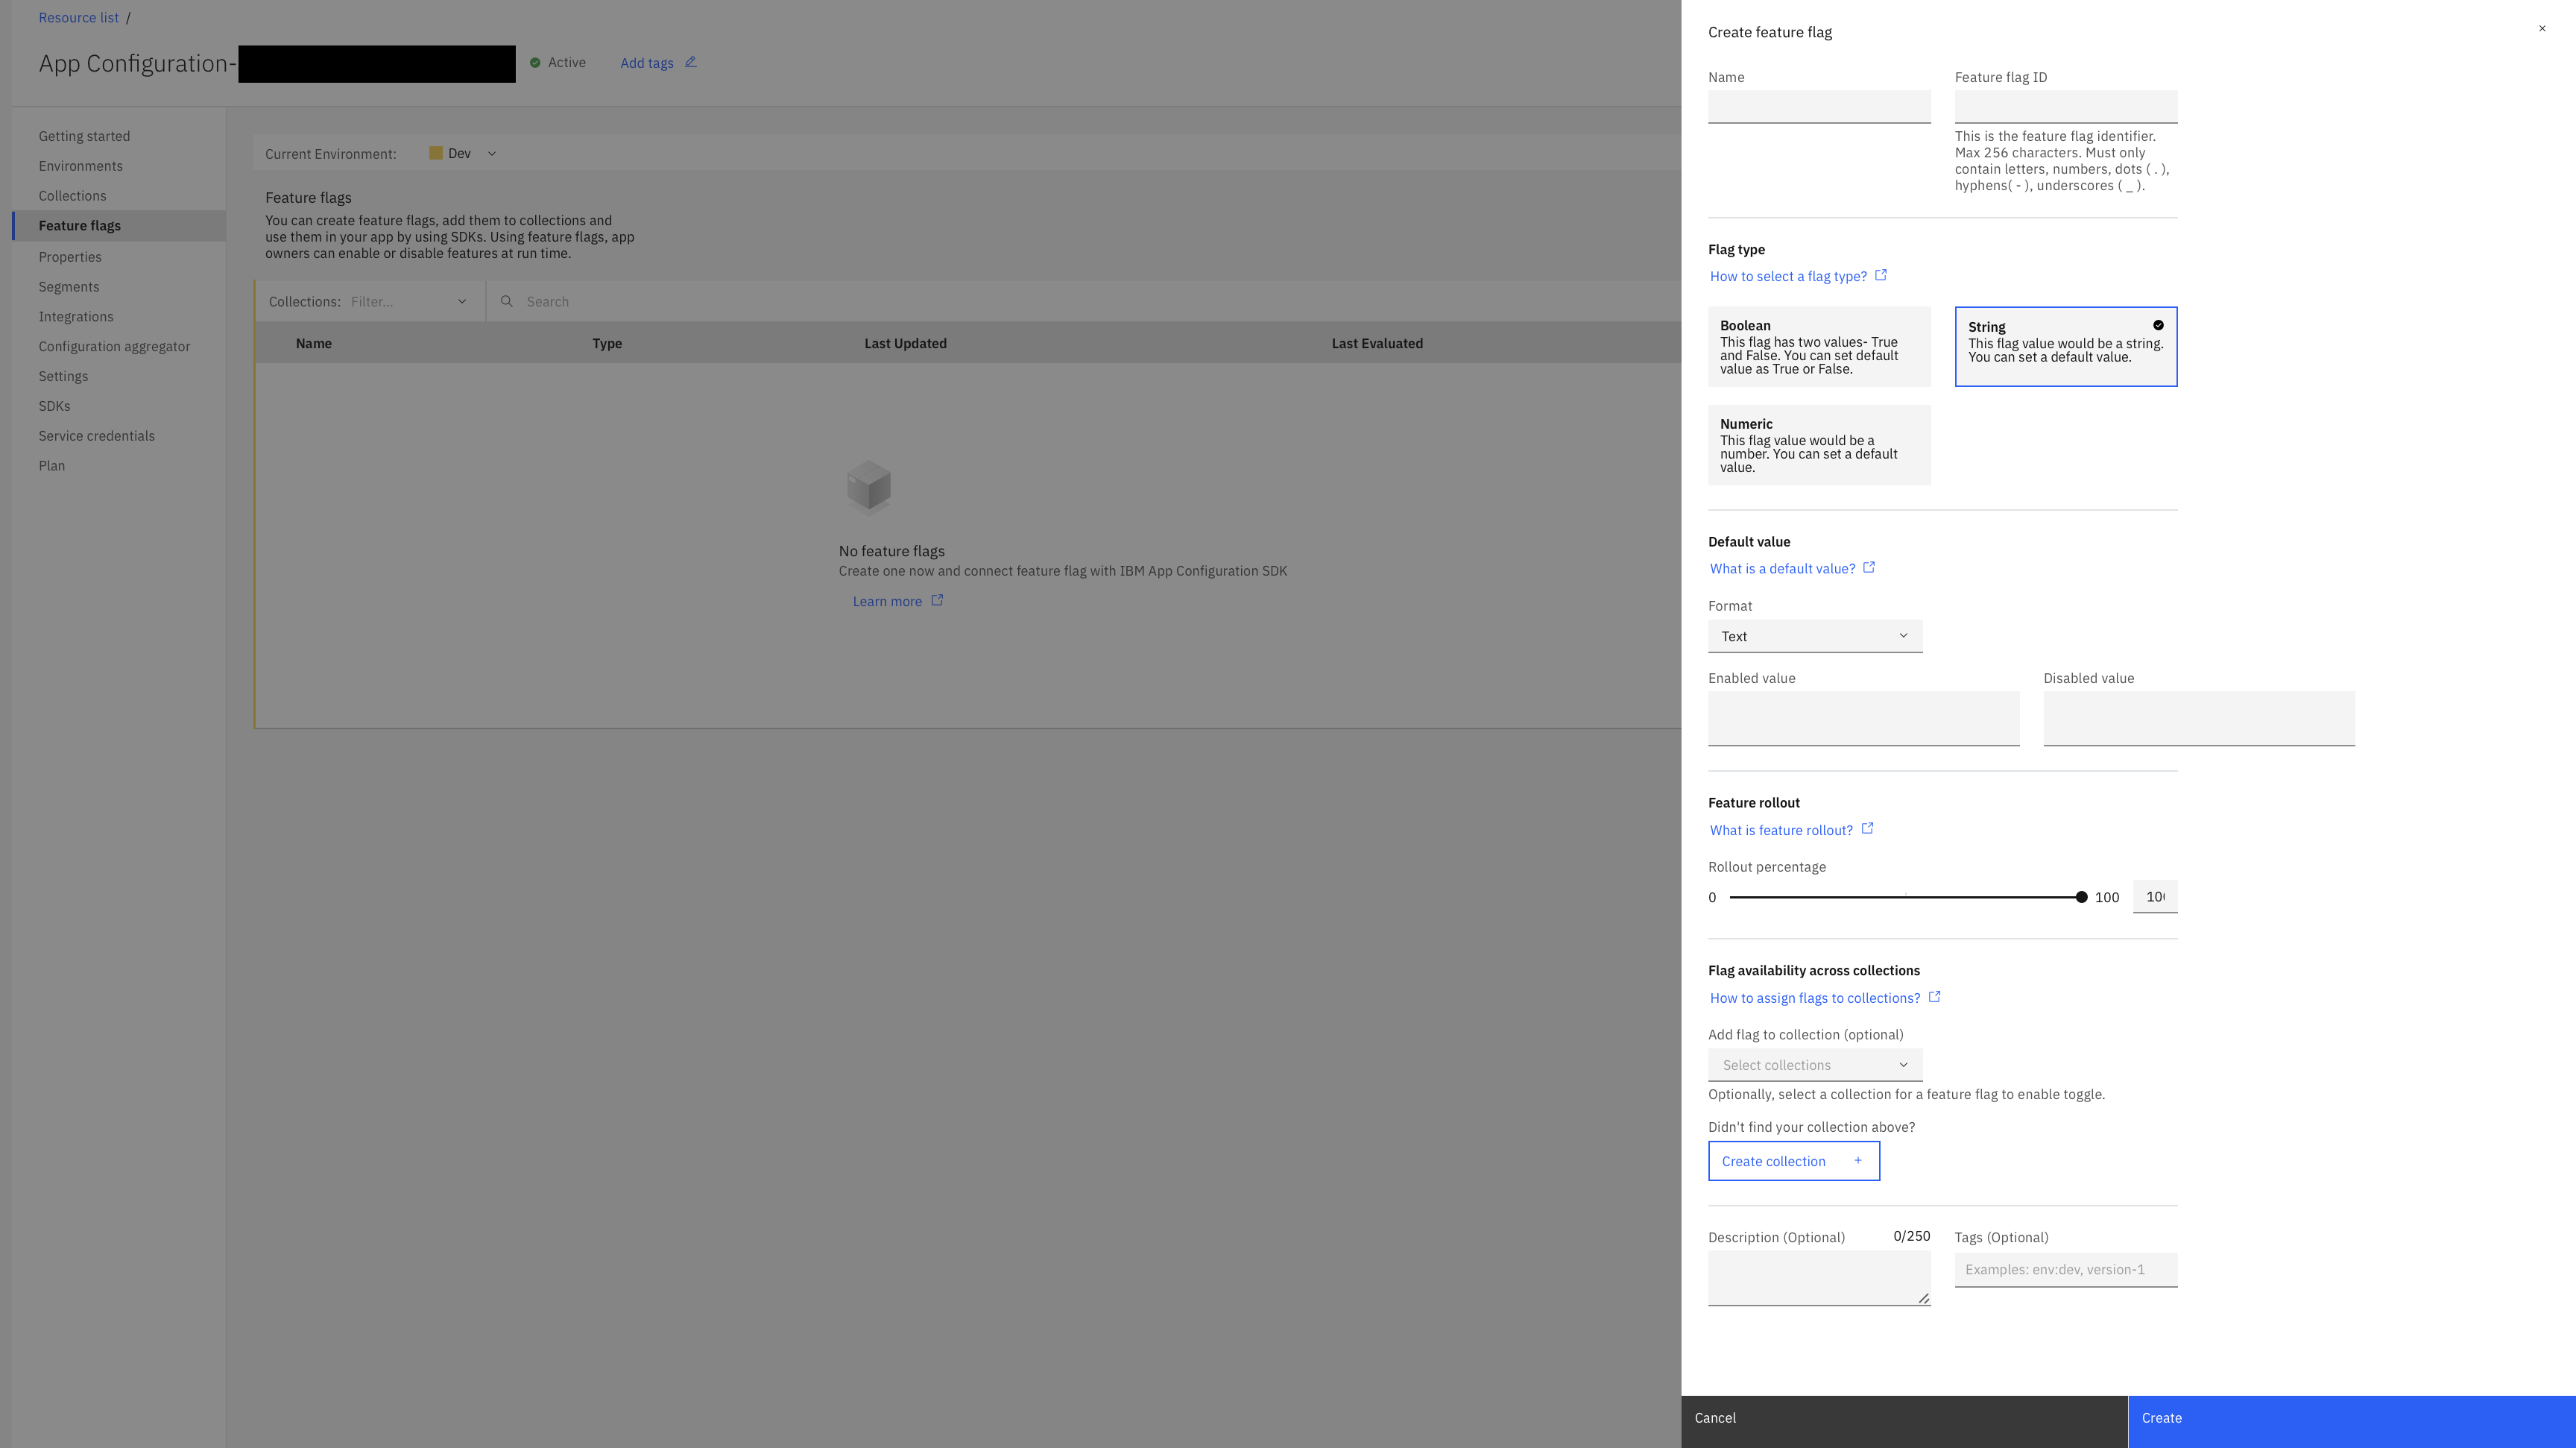 Resource list /
App Configuration-
Active
Add tags
Getting started
Environments
Collections
Feature flags
Properties
Segments
Integrations
Configuration aggregator
Settings
SDKs
Service credentials
Plan
Current Environment: Dev
Feature flags
You can create feature flags, add them to collections and
use them in your app by using SDKs. Using feature flags, app
owners can enable or disable features at run time.
Collections: Filter...
Search
Name Type Last Updated Last Evaluated
No feature flags
Create one now and connect feature flag with IBM App Configuration SDK
Learn more
Create feature flag
Name
Feature flag ID
This is the feature flag identifier.
Max 256 characters. Must only
contain letters, numbers, dots ( . ),
hyphens( - ), underscores ( _ ).
Flag type
How to select a flag type?
Boolean
This flag has two values- True
and False. You can set default
value as True or False.
String
This flag value would be a string.
You can set a default value.
Numeric
This flag value would be a
number. You can set a default
value.
Default value
What is a default value?
Format
Text
Enabled value
Disabled value
Feature rollout
What is feature rollout?
Rollout percentage
0 100
Flag availability across collections
How to assign flags to collections?
Add flag to collection (optional)
Select collections
Optionally, select a collection for a feature flag to enable toggle.
Didn't find your collection above?
Create collection +
Description (Optional) 0/250
Tags (Optional)
Examples: env:dev, version-1
Cancel
Create